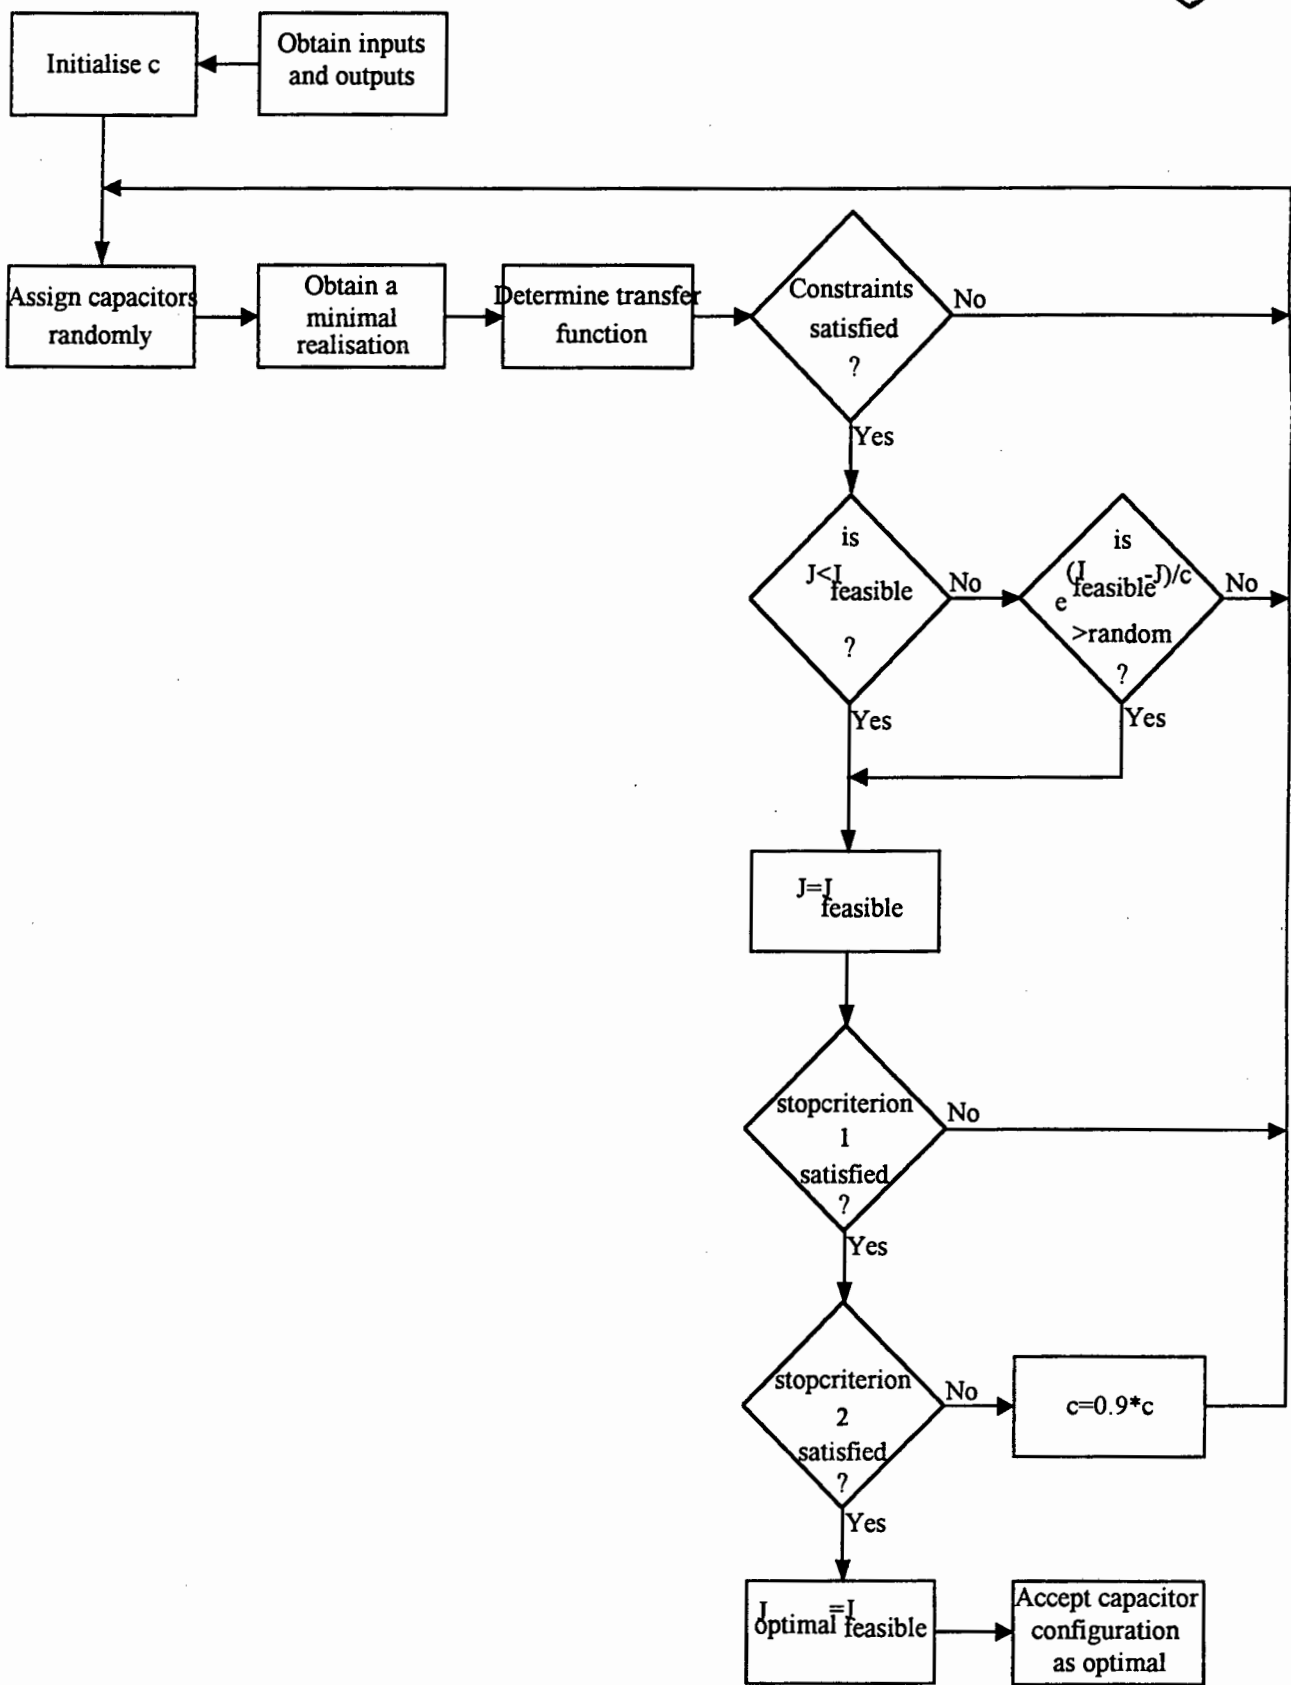 Initialise c
Obtain inputs
and outputs
Assign capacitors
randomly
Obtain a
minimal
realisation
Determine transfer
function
Constraints
satisfied
?
No
Yes
is
J<J feasible
?
No
Yes
is
e (J feasible-J)/c
>random
?
No
Yes
J=J feasible
stopcriterion
1
satisfied
?
No
Yes
stopcriterion
2
satisfied
?
No
Yes
c=0.9*c
J optimal=J feasible
Accept capacitor
configuration
as optimal